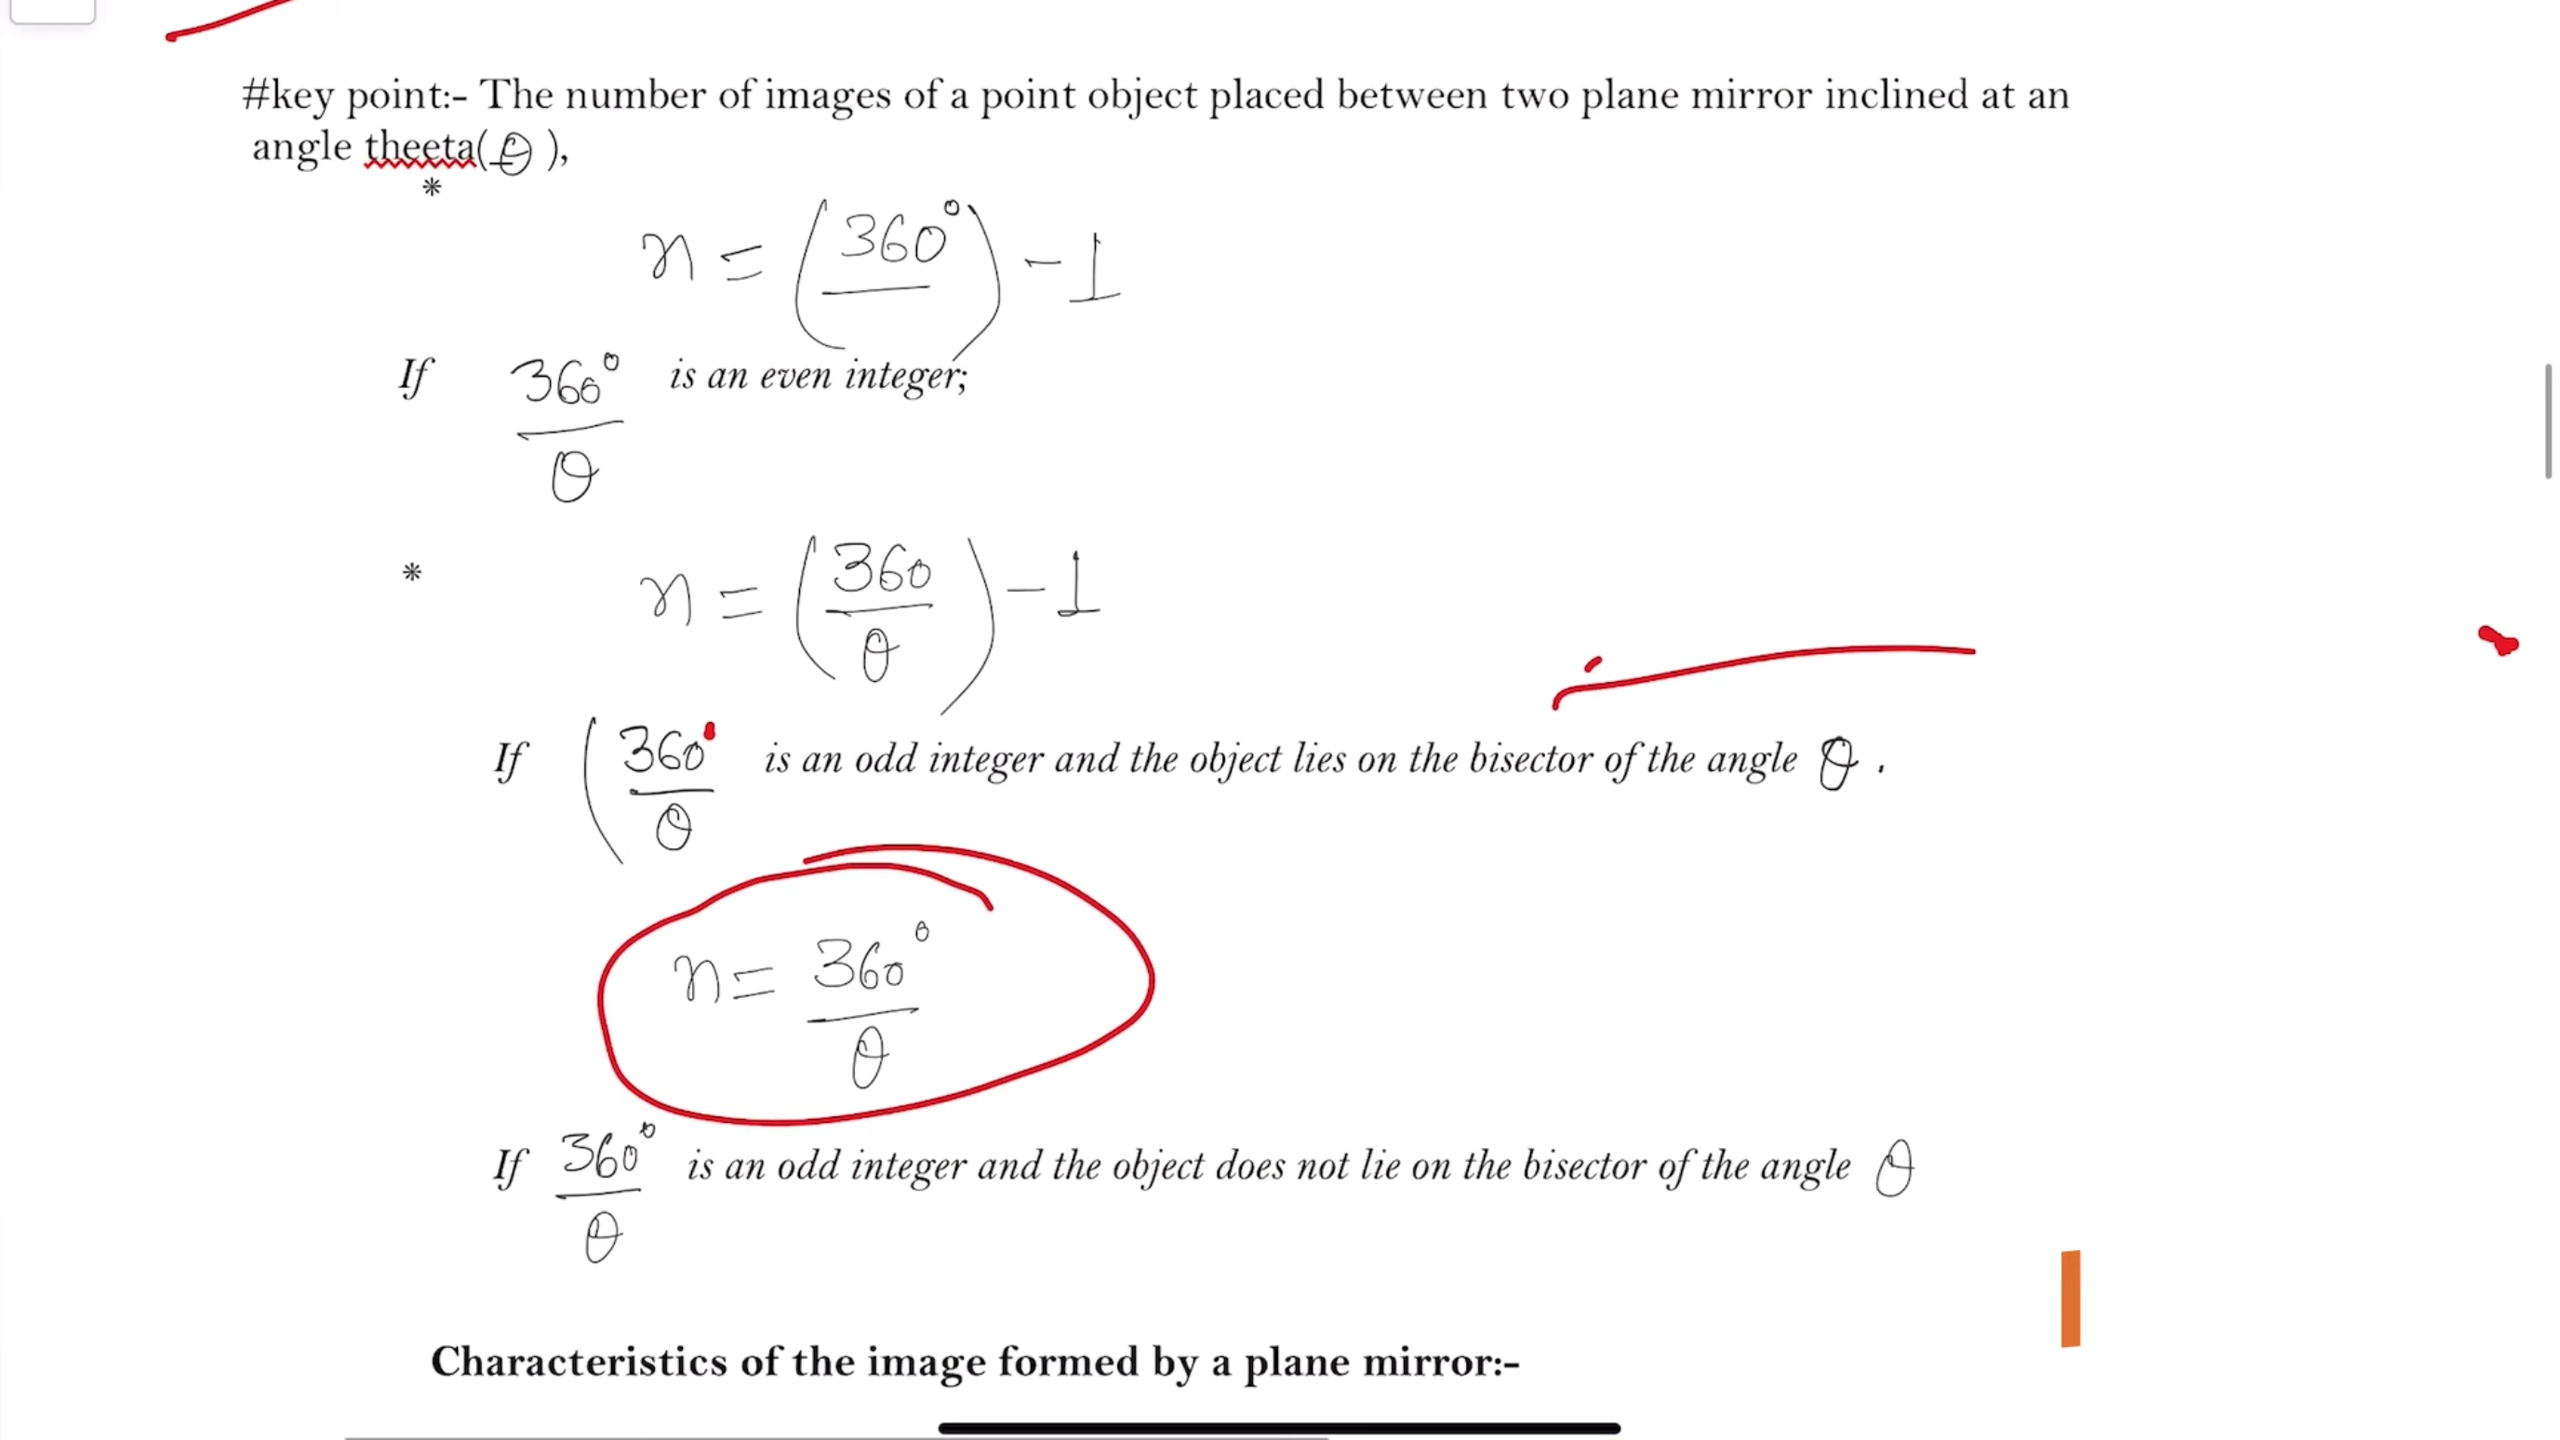 #key point:- The number of images of a point object placed between two plane mirror inclined at an
angle theeta(θ),
*
n = (360°/ ) - 1
If 360°/θ is an even integer;
* n = (360/θ) - 1
If (360°/θ is an odd integer and the object lies on the bisector of the angle θ.
n = 360°/θ
If 360°/θ is an odd integer and the object does not lie on the bisector of the angle θ
Characteristics of the image formed by a plane mirror:-